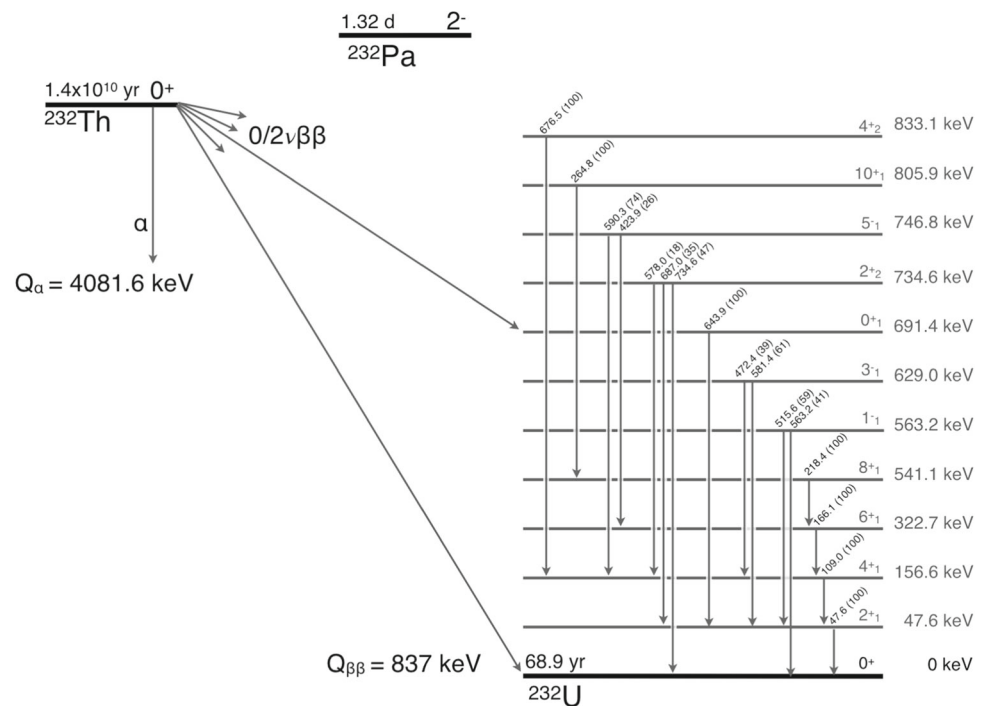 1.32 d 2⁻
²³²Pa
1.4x10¹⁰ yr 0⁺
²³²Th
0/2νββ
α
Qα = 4081.6 keV
676.5 (100)
4⁺₂ 833.1 keV
264.8 (100)
10⁺₁ 805.9 keV
590.3 (74)
423.9 (26)
5⁻₁ 746.8 keV
578.0 (18)
687.0 (35)
734.6 (47)
2⁺₂ 734.6 keV
643.9 (100)
0⁺₁ 691.4 keV
472.4 (39)
581.4 (61)
3⁻₁ 629.0 keV
515.6 (59)
563.2 (41)
1⁻₁ 563.2 keV
218.4 (100)
8⁺₁ 541.1 keV
166.1 (100)
6⁺₁ 322.7 keV
109.0 (100)
4⁺₁ 156.6 keV
47.6 (100)
2⁺₁ 47.6 keV
Qββ = 837 keV
68.9 yr 0⁺ 0 keV
²³²U